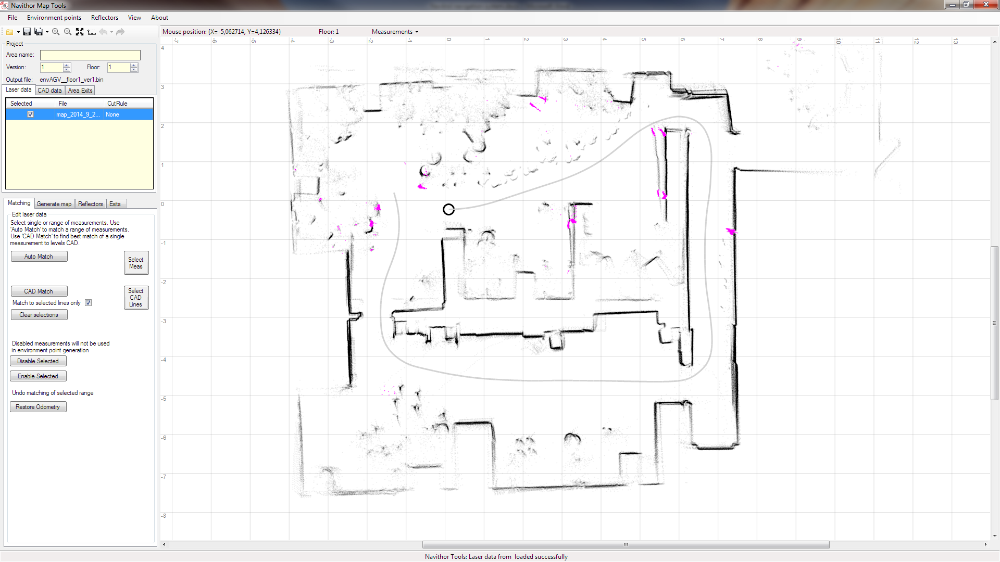 Navithor Map Tools
File Environment points Reflectors View About
Mouse position: {X=-5,062714, Y=4,126334} Floor: 1 Measurements
Project
Area name:
Version: 1 Floor: 1
Output file: envAGV__floor1_ver1.bin
Laser data CAD data Area Exits
Selected File CutRule
map_2014_9_2... None
Matching Generate map Reflectors Exits
Edit laser data
Select single or range of measurements. Use
'Auto Match' to match a range of measurements.
Use 'CAD Match' to find best match of a single
measurement to levels CAD.
Auto Match
Select
Meas
CAD Match
Match to selected lines only
Clear selections
Select
CAD
Lines
Disabled measurements will not be used
in environment point generation
Disable Selected
Enable Selected
Undo matching of selected range
Restore Odometry
-7 -6 -5 -4 -3 -2 -1 0 1 2 3 4 5 6 7 8 9 10 11 12 13
4
3
2
1
0
-1
-2
-3
-4
-5
-6
-7
-8
Navithor Tools: Laser data from loaded successfully